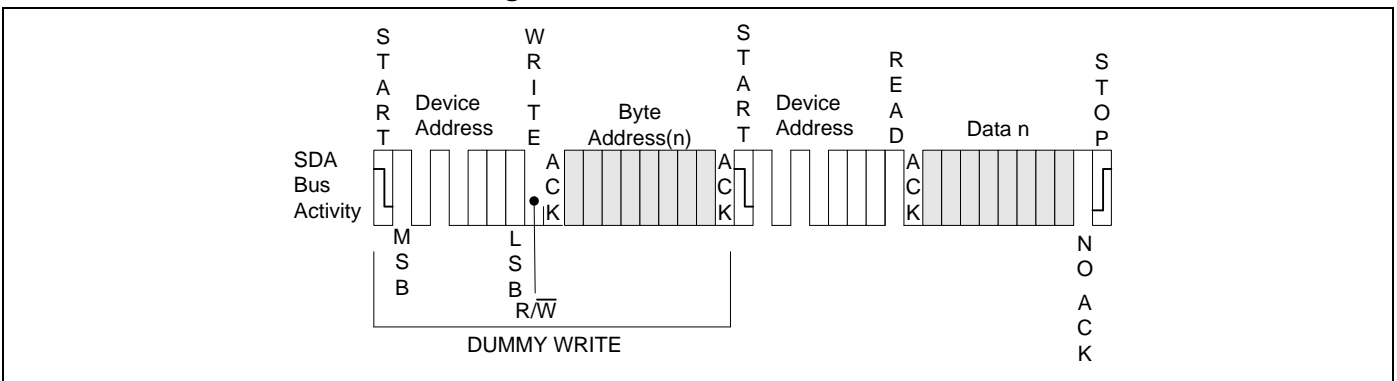 START
WRITE
START
READ
STOP
Device
Address
Byte
Address(n)
Device
Address
Data n
SDA
Bus
Activity
ACK
ACK
ACK
MSB
LSB
R/W̅
NO ACK
DUMMY WRITE